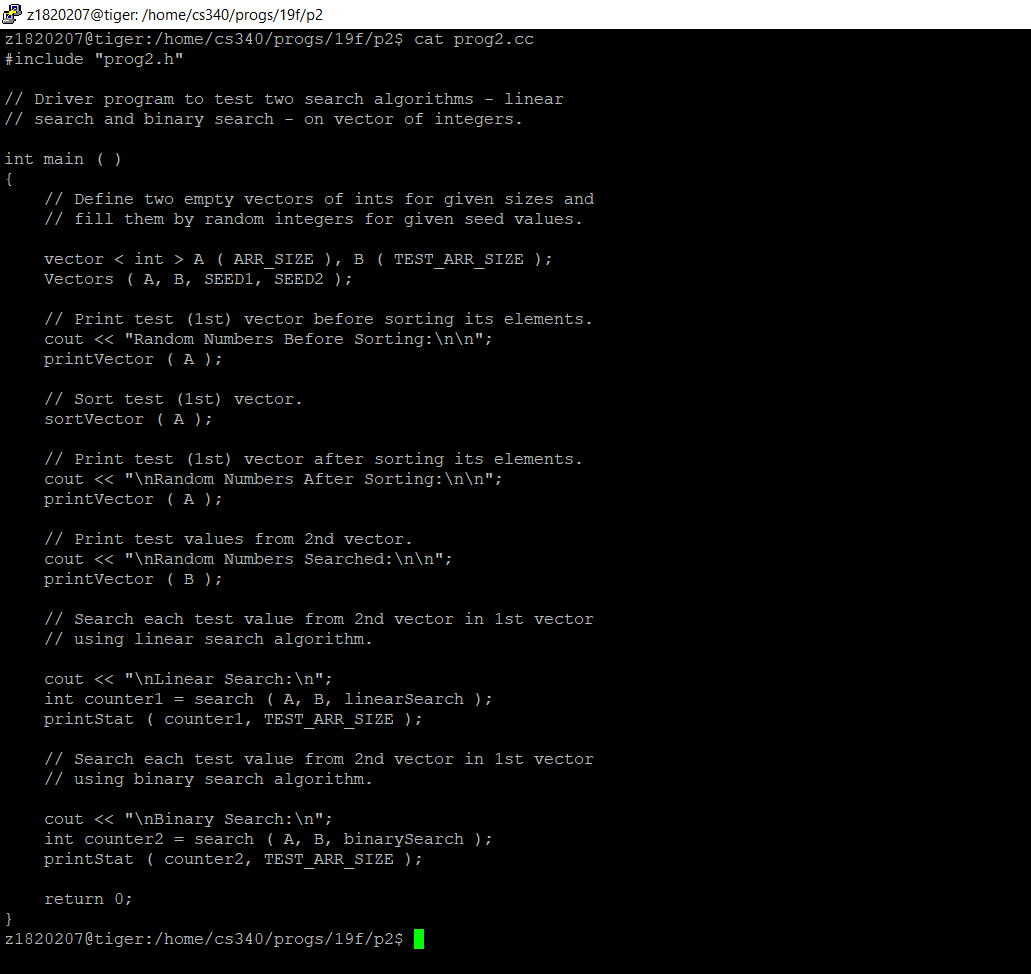 z1820207@tiger: /home/cs340/progs/19f/p2
z1820207@tiger:/home/cs340/progs/19f/p2$ cat prog2.cc
#include "prog2.h"

// Driver program to test two search algorithms - linear
// search and binary search - on vector of integers.

int main ( )
{
    // Define two empty vectors of ints for given sizes and
    // fill them by random integers for given seed values.

    vector < int > A ( ARR_SIZE ), B ( TEST_ARR_SIZE );
    Vectors ( A, B, SEED1, SEED2 );

    // Print test (1st) vector before sorting its elements.
    cout << "Random Numbers Before Sorting:\n\n";
    printVector ( A );

    // Sort test (1st) vector.
    sortVector ( A );

    // Print test (1st) vector after sorting its elements.
    cout << "\nRandom Numbers After Sorting:\n\n";
    printVector ( A );

    // Print test values from 2nd vector.
    cout << "\nRandom Numbers Searched:\n\n";
    printVector ( B );

    // Search each test value from 2nd vector in 1st vector
    // using linear search algorithm.

    cout << "\nLinear Search:\n";
    int counter1 = search ( A, B, linearSearch );
    printStat ( counter1, TEST_ARR_SIZE );

    // Search each test value from 2nd vector in 1st vector
    // using binary search algorithm.

    cout << "\nBinary Search:\n";
    int counter2 = search ( A, B, binarySearch );
    printStat ( counter2, TEST_ARR_SIZE );

    return 0;
}
z1820207@tiger:/home/cs340/progs/19f/p2$